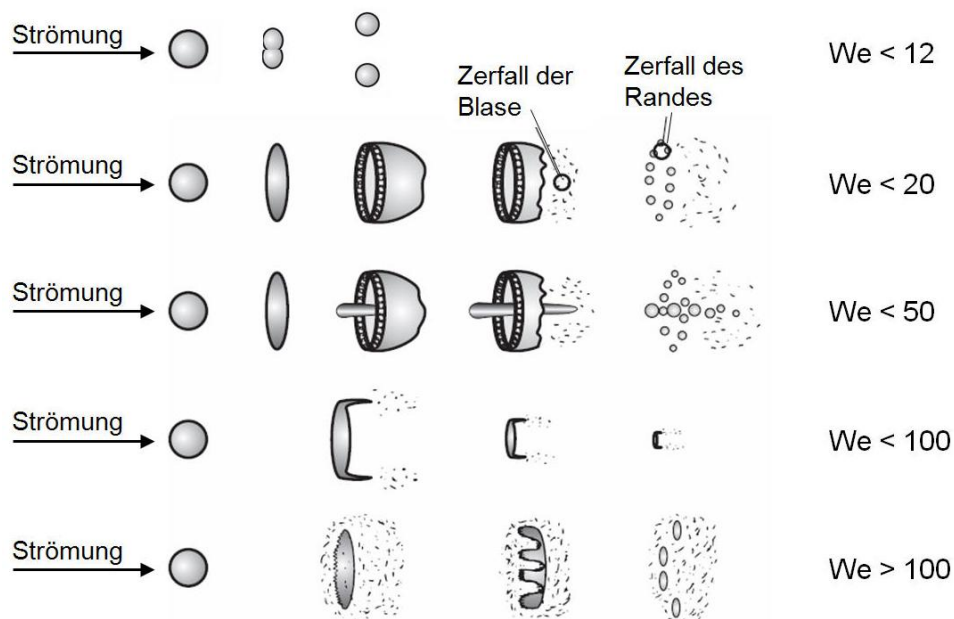 Strömung
We < 12
Zerfall der
Blase
Zerfall des
Randes
Strömung
We < 20
Strömung
We < 50
Strömung
We < 100
Strömung
We > 100